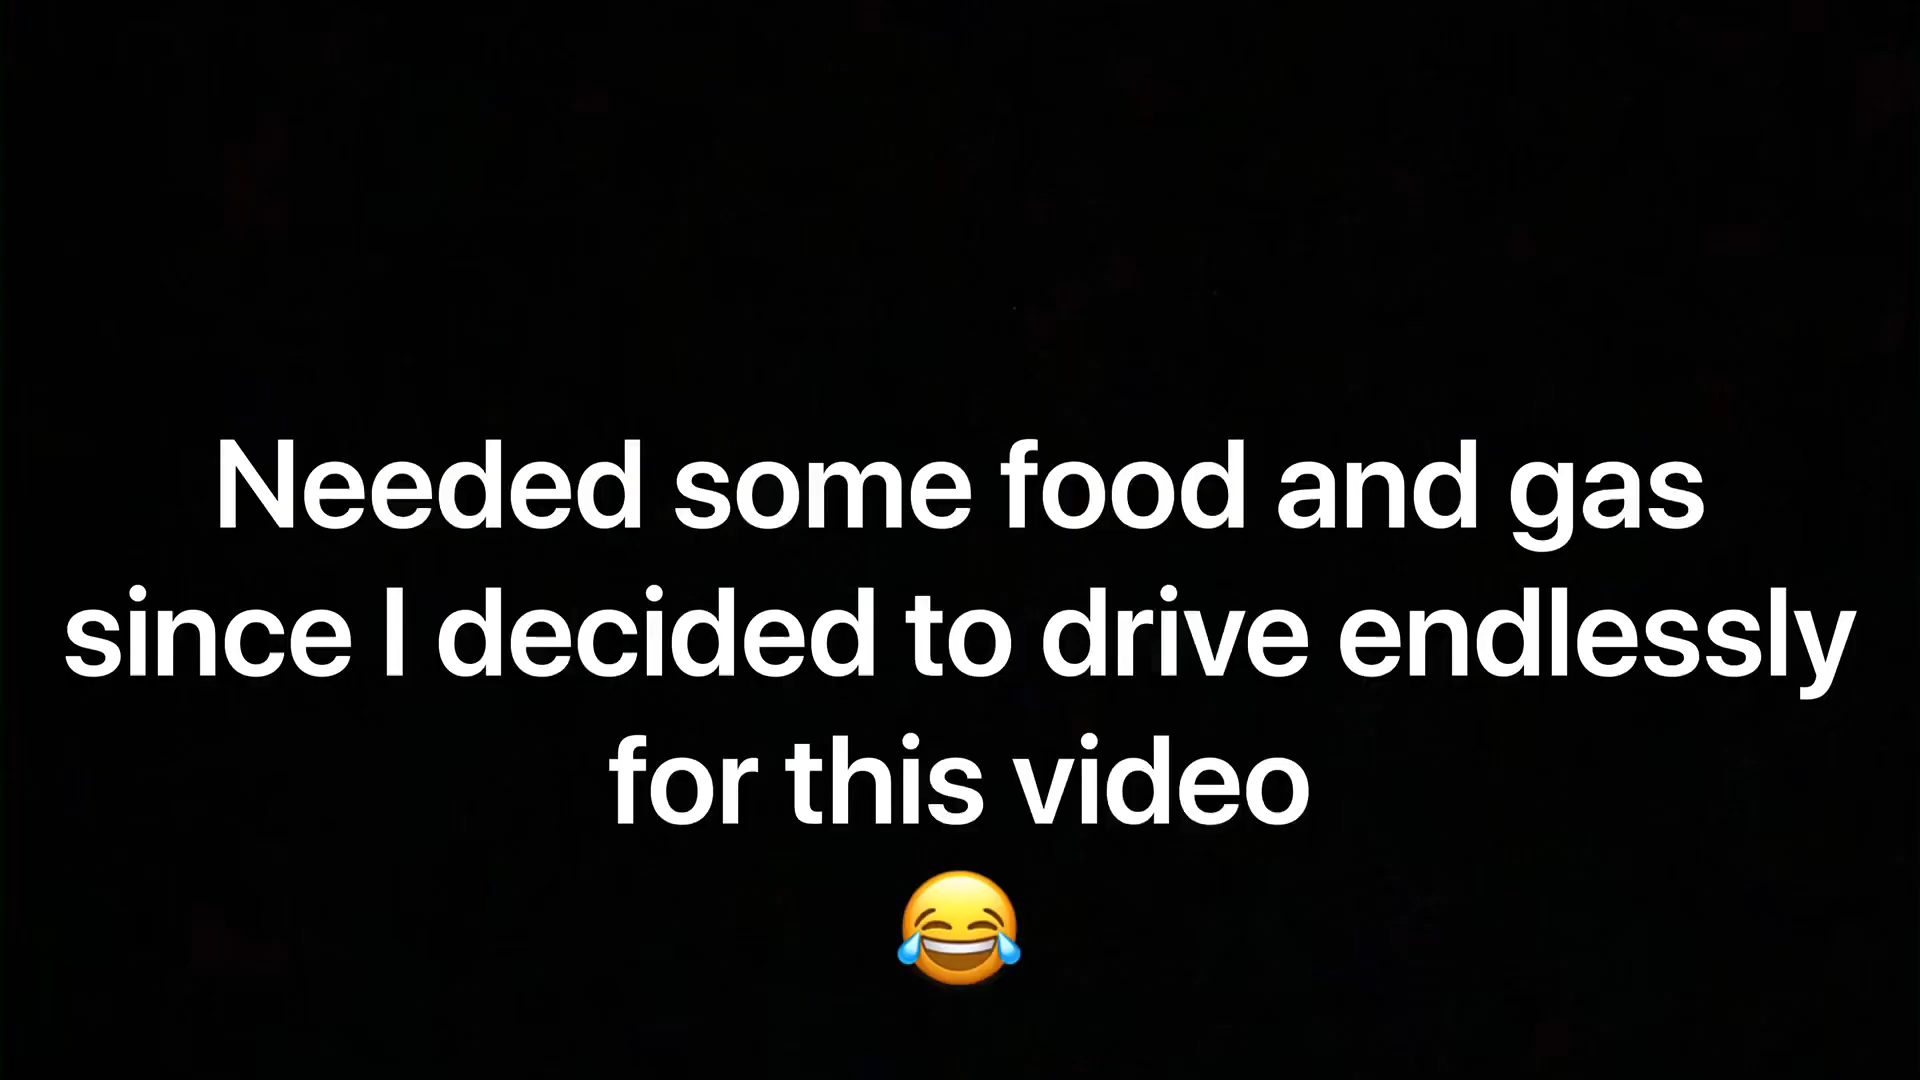 Needed some food and gas
since I decided to drive endlessly
for this video
😂